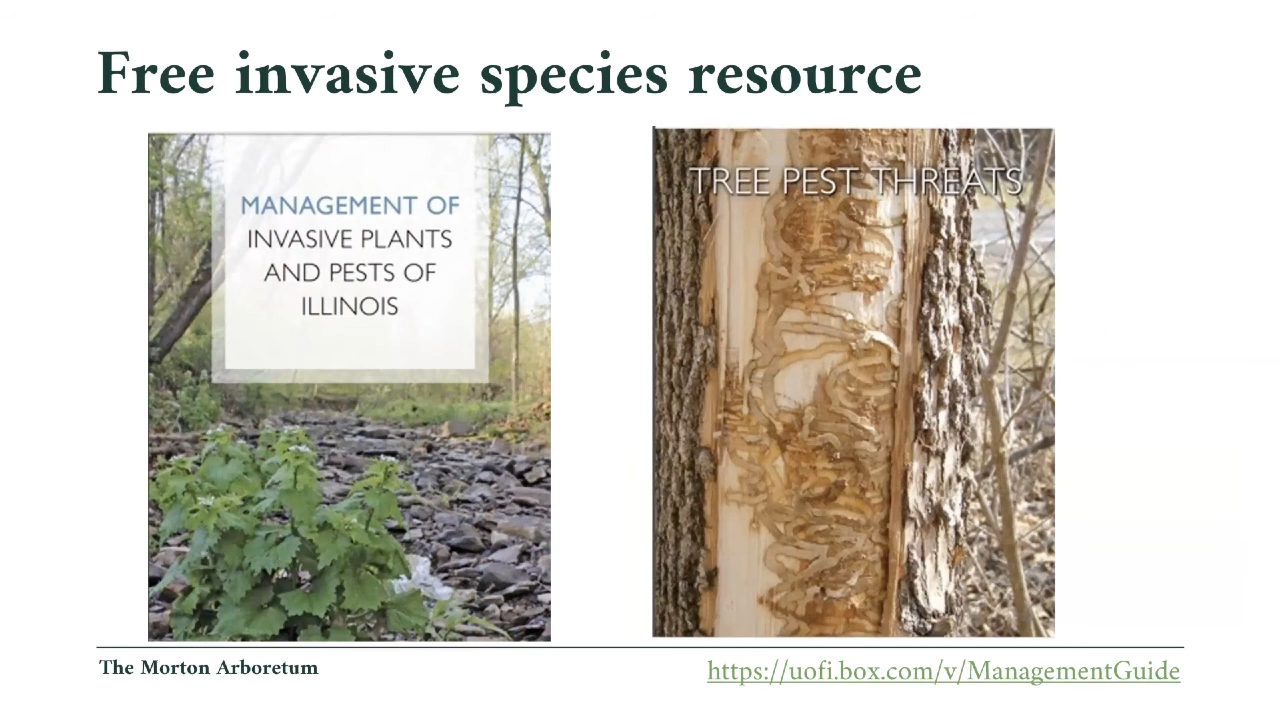 Free invasive species resource
MANAGEMENT OF
INVASIVE PLANTS
AND PESTS OF
ILLINOIS
TREE PEST THREATS
The Morton Arboretum
https://uofi.box.com/v/ManagementGuide